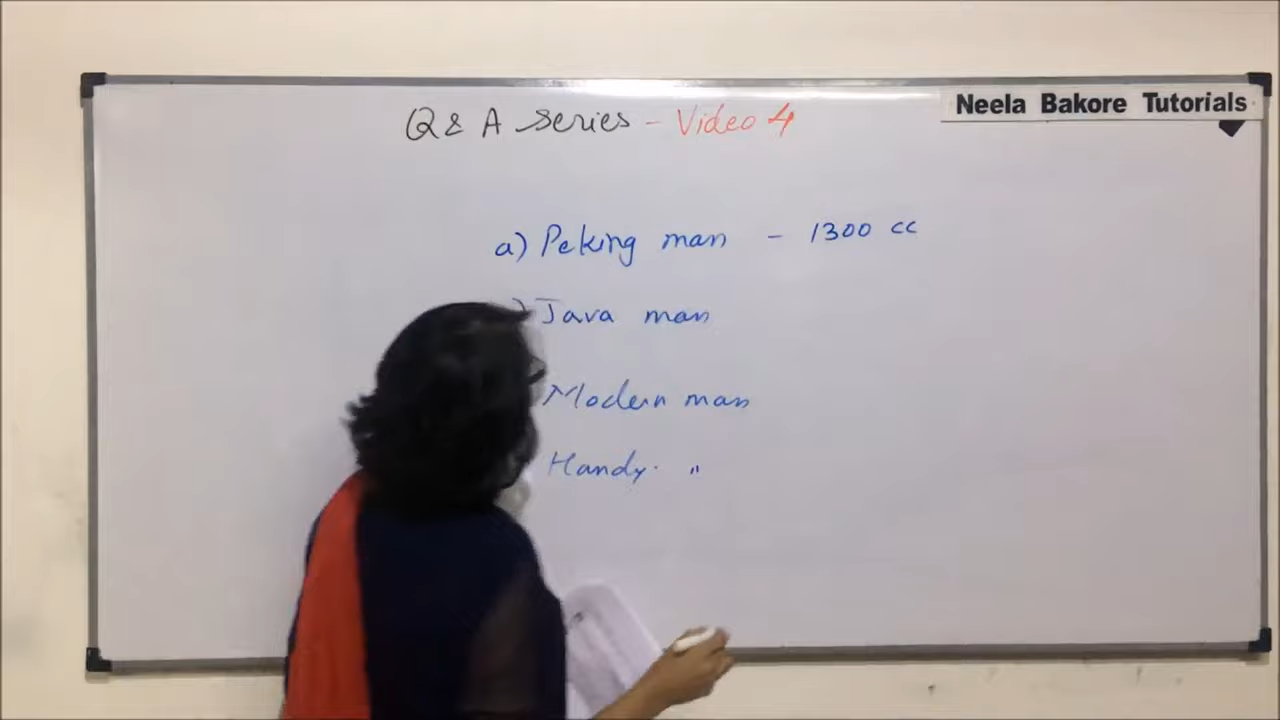 Neela Bakore Tutorials
Q & A Series - Video 4
a) Peking man - 1300 cc
) Java man
Modern man
Handy "